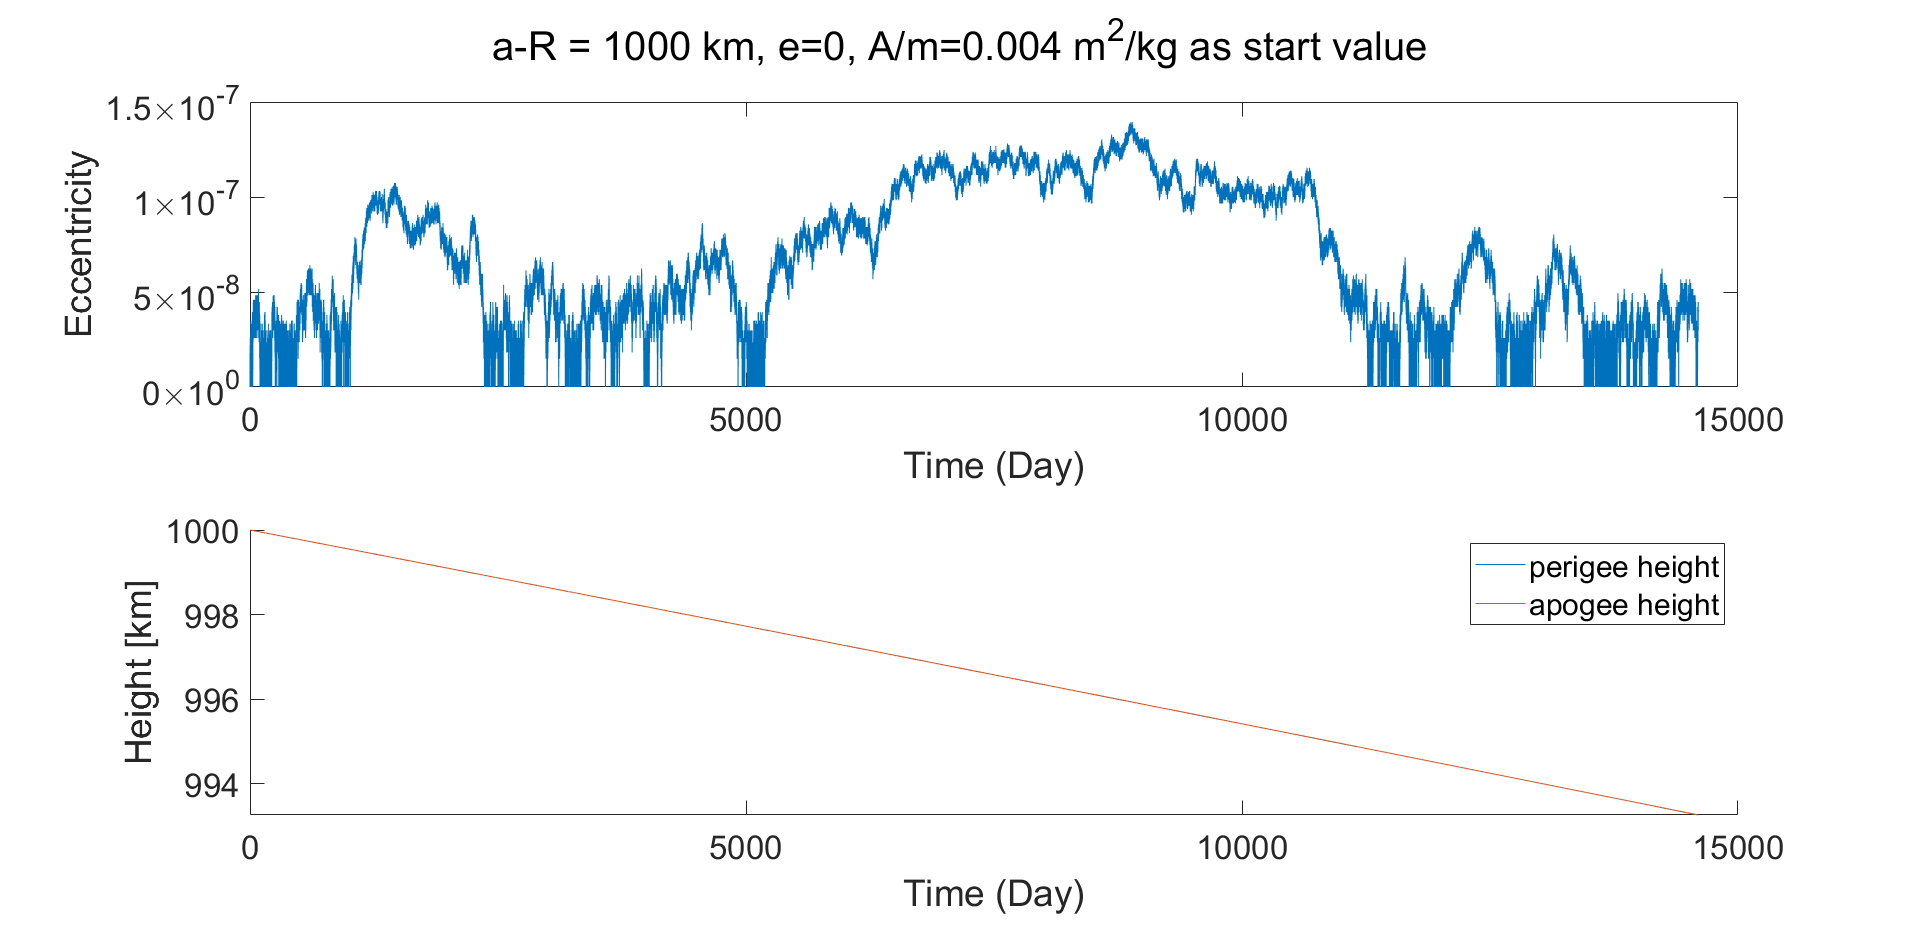 a-R = 1000 km, e=0, A/m=0.004 m²/kg as start value
1.5×10⁻⁷
1×10⁻⁷
5×10⁻⁸
0×10⁰
Eccentricity
0 5000 10000 15000
Time (Day)
1000
998
996
994
Height [km]
perigee height
apogee height
0 5000 10000 15000
Time (Day)